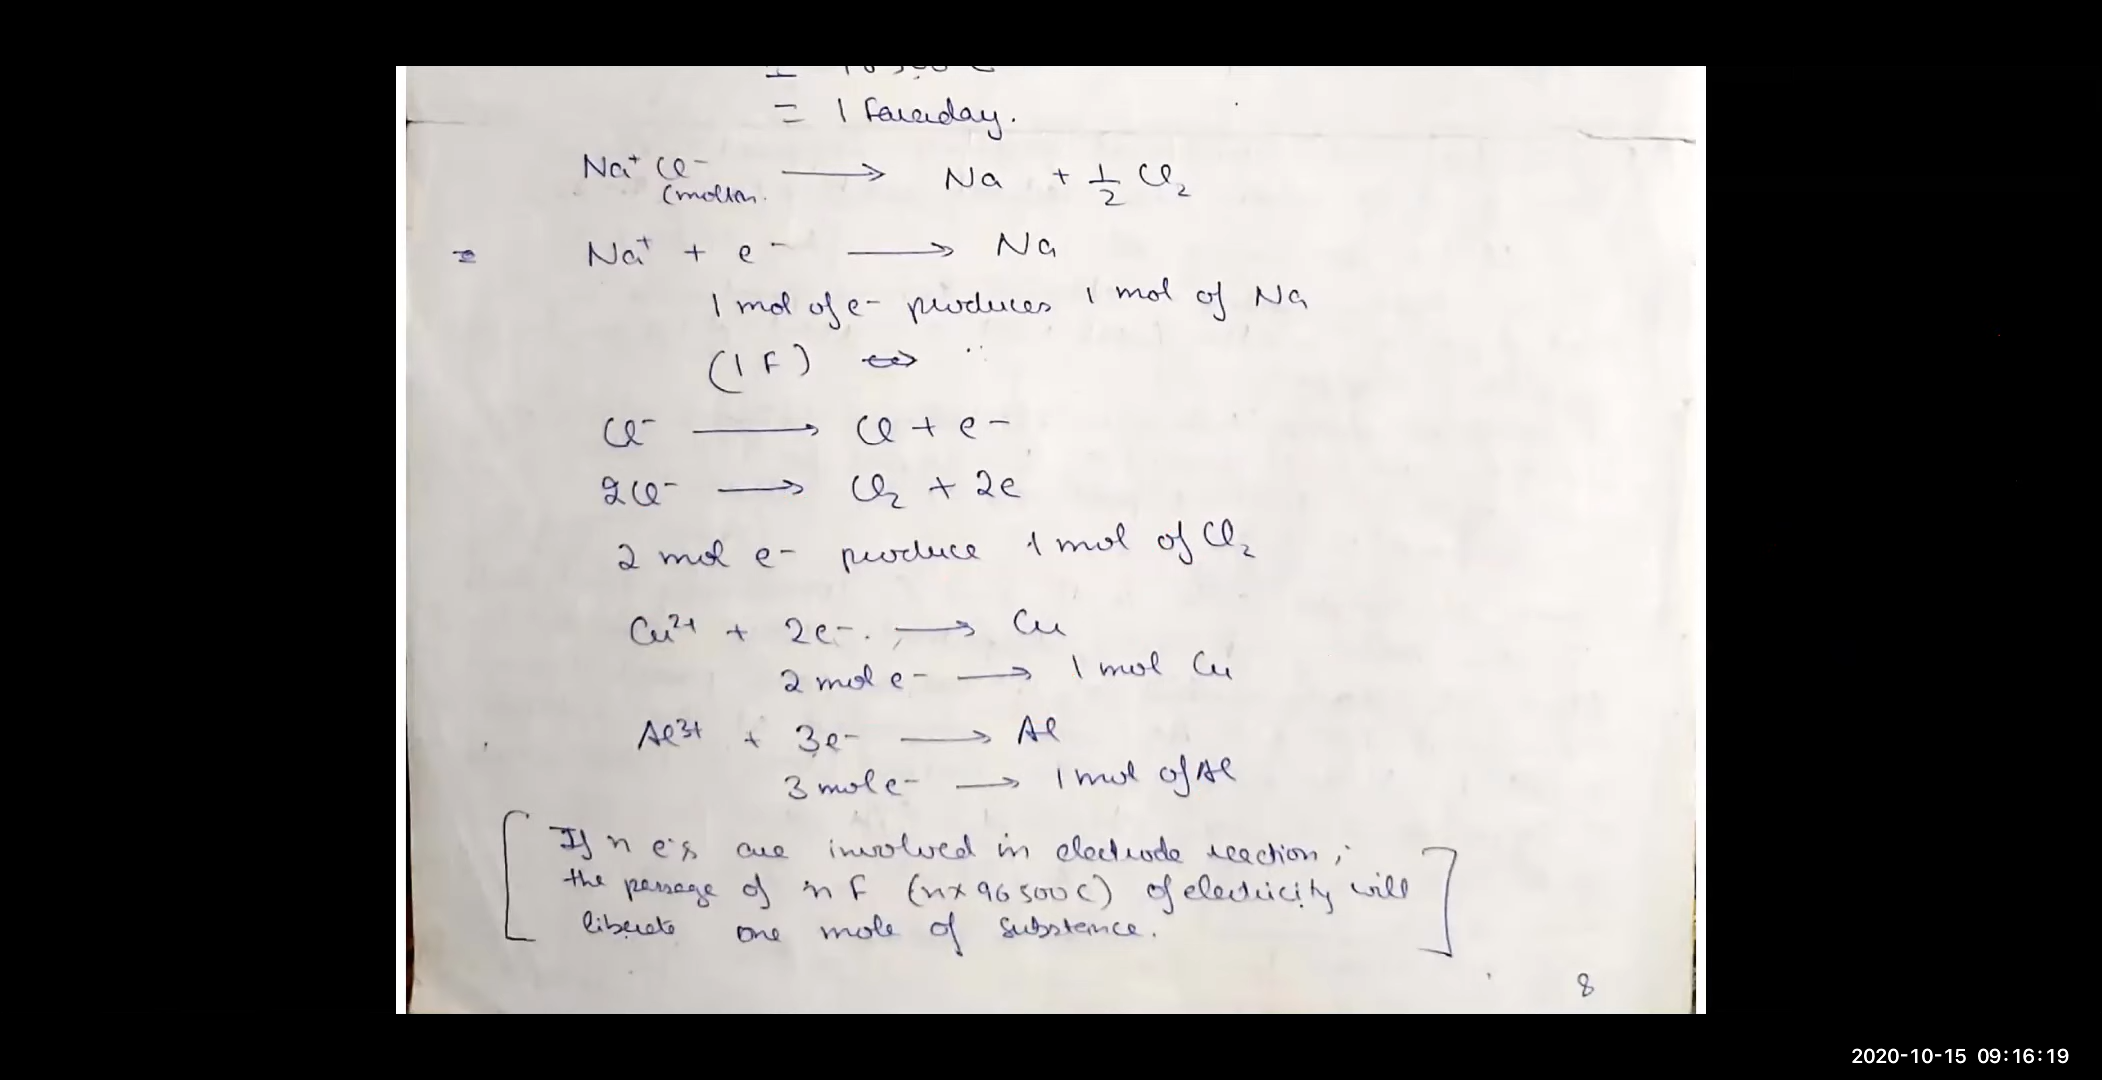 = 1 Faraday.
Na⁺ Cl⁻ ⟶ Na + 1/2 Cl₂
(molten.
= Na⁺ + e⁻ ⟶ Na
1 mol of e⁻ produces 1 mol of Na
(1 F) ⇔ ··
Cl⁻ ⟶ Cl + e⁻
2Cl⁻ ⟶ Cl₂ + 2e
2 mol e⁻ produce 1 mol of Cl₂
Cu²⁺ + 2e⁻. ⟶ Cu
2 mol e⁻ ⟶ 1 mol Cu
Al³⁺ + 3e⁻ ⟶ Al
3 mol e⁻ ⟶ 1 mol of Al
[ If n e's are involved in electrode reaction, ]
the passage of n F (n × 96500C) of electricity will
liberate one mole of substance.
8
2020-10-15 09:16:19